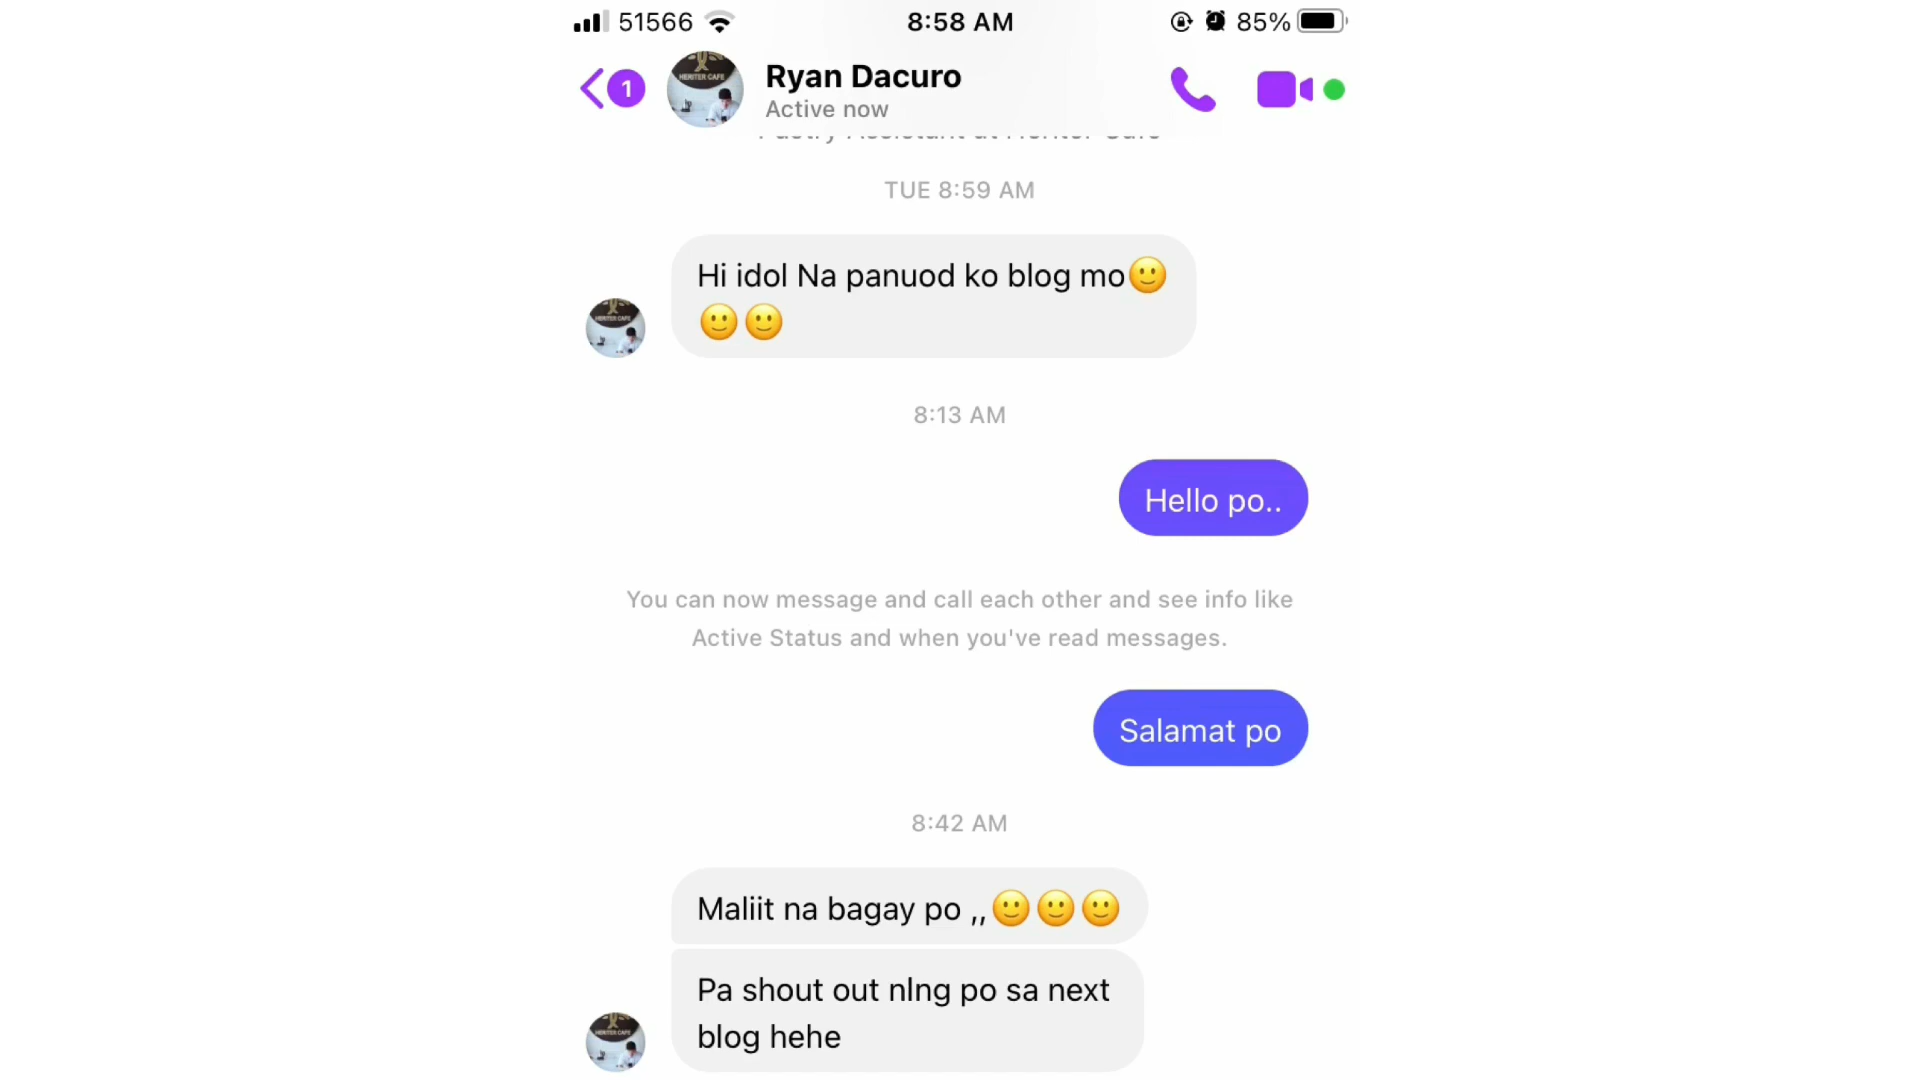 51566
8:58 AM
85%
1
HERITER CAFE
Ryan Dacuro
Active now
TUE 8:59 AM
Hi idol Na panuod ko blog mo🙂
🙂🙂
8:13 AM
Hello po..
You can now message and call each other and see info like
Active Status and when you've read messages.
Salamat po
8:42 AM
Maliit na bagay po ,,🙂🙂🙂
Pa shout out nlng po sa next
blog hehe